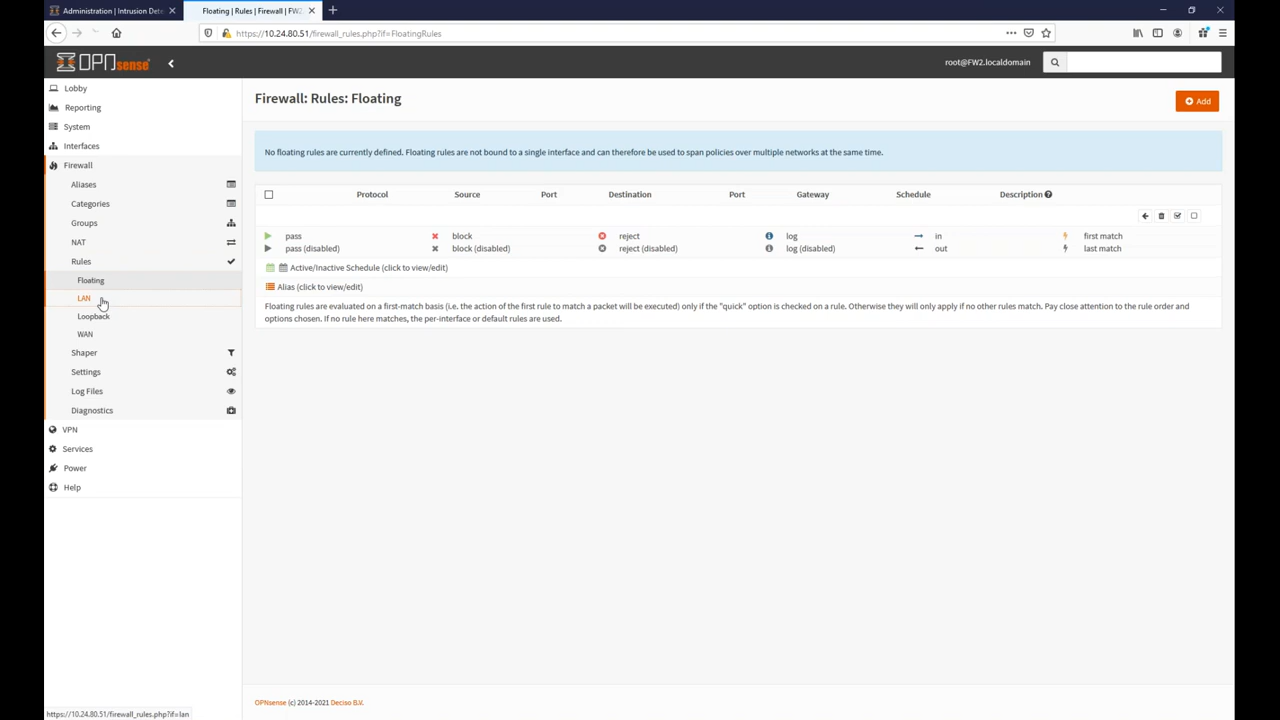 Administration | Intrusion Dete
Floating | Rules | Firewall | FW2.
https://10.24.80.51/firewall_rules.php?if=FloatingRules
OPNsense
root@FW2.localdomain
Lobby
Reporting
System
Interfaces
Firewall
Aliases
Categories
Groups
NAT
Rules
Floating
LAN
Loopback
WAN
Shaper
Settings
Log Files
Diagnostics
VPN
Services
Power
Help
Firewall: Rules: Floating
Add
No floating rules are currently defined. Floating rules are not bound to a single interface and can therefore be used to span policies over multiple networks at the same time.
Protocol Source Port Destination Port Gateway Schedule Description
pass block reject log in first match
pass (disabled) block (disabled) reject (disabled) log (disabled) out last match
Active/Inactive Schedule (click to view/edit)
Alias (click to view/edit)
Floating rules are evaluated on a first-match basis (i.e. the action of the first rule to match a packet will be executed) only if the "quick" option is checked on a rule. Otherwise they will only apply if no other rules match. Pay close attention to the rule order and
options chosen. If no rule here matches, the per-interface or default rules are used.
OPNsense (c) 2014-2021 Deciso B.V.
https://10.24.80.51/firewall_rules.php?if=lan